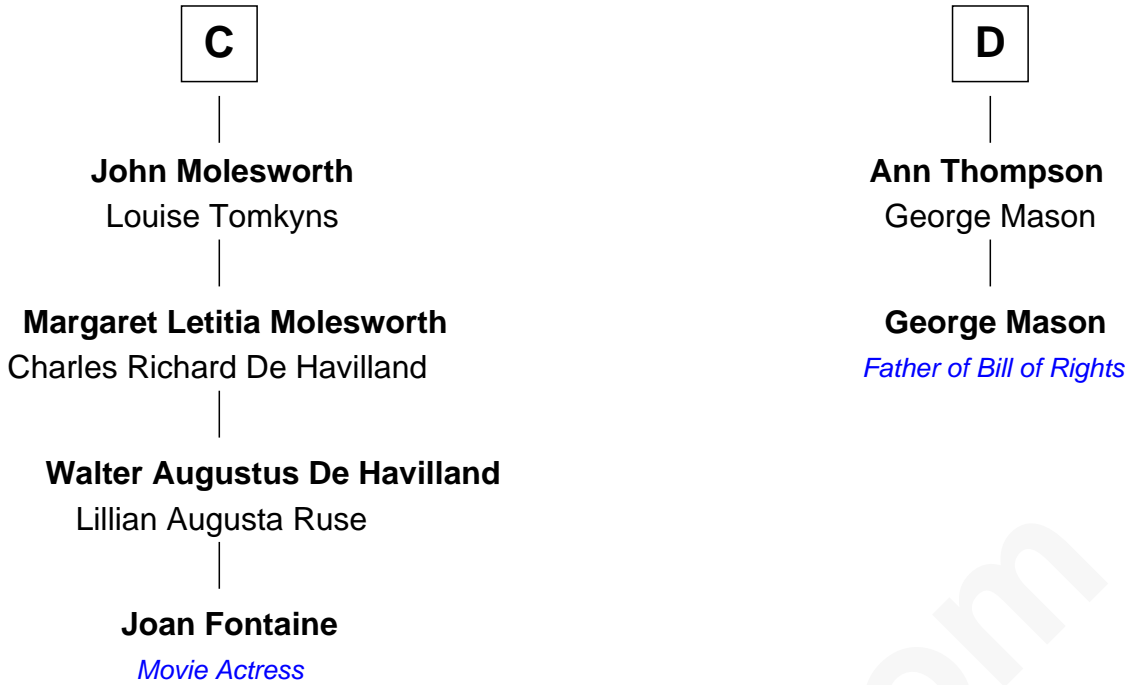 C
John Molesworth
Louise Tomkyns
Margaret Letitia Molesworth
Charles Richard De Havilland
Walter Augustus De Havilland
Lillian Augusta Ruse
Joan Fontaine
Movie Actress
D
Ann Thompson
George Mason
George Mason
Father of Bill of Rights
om